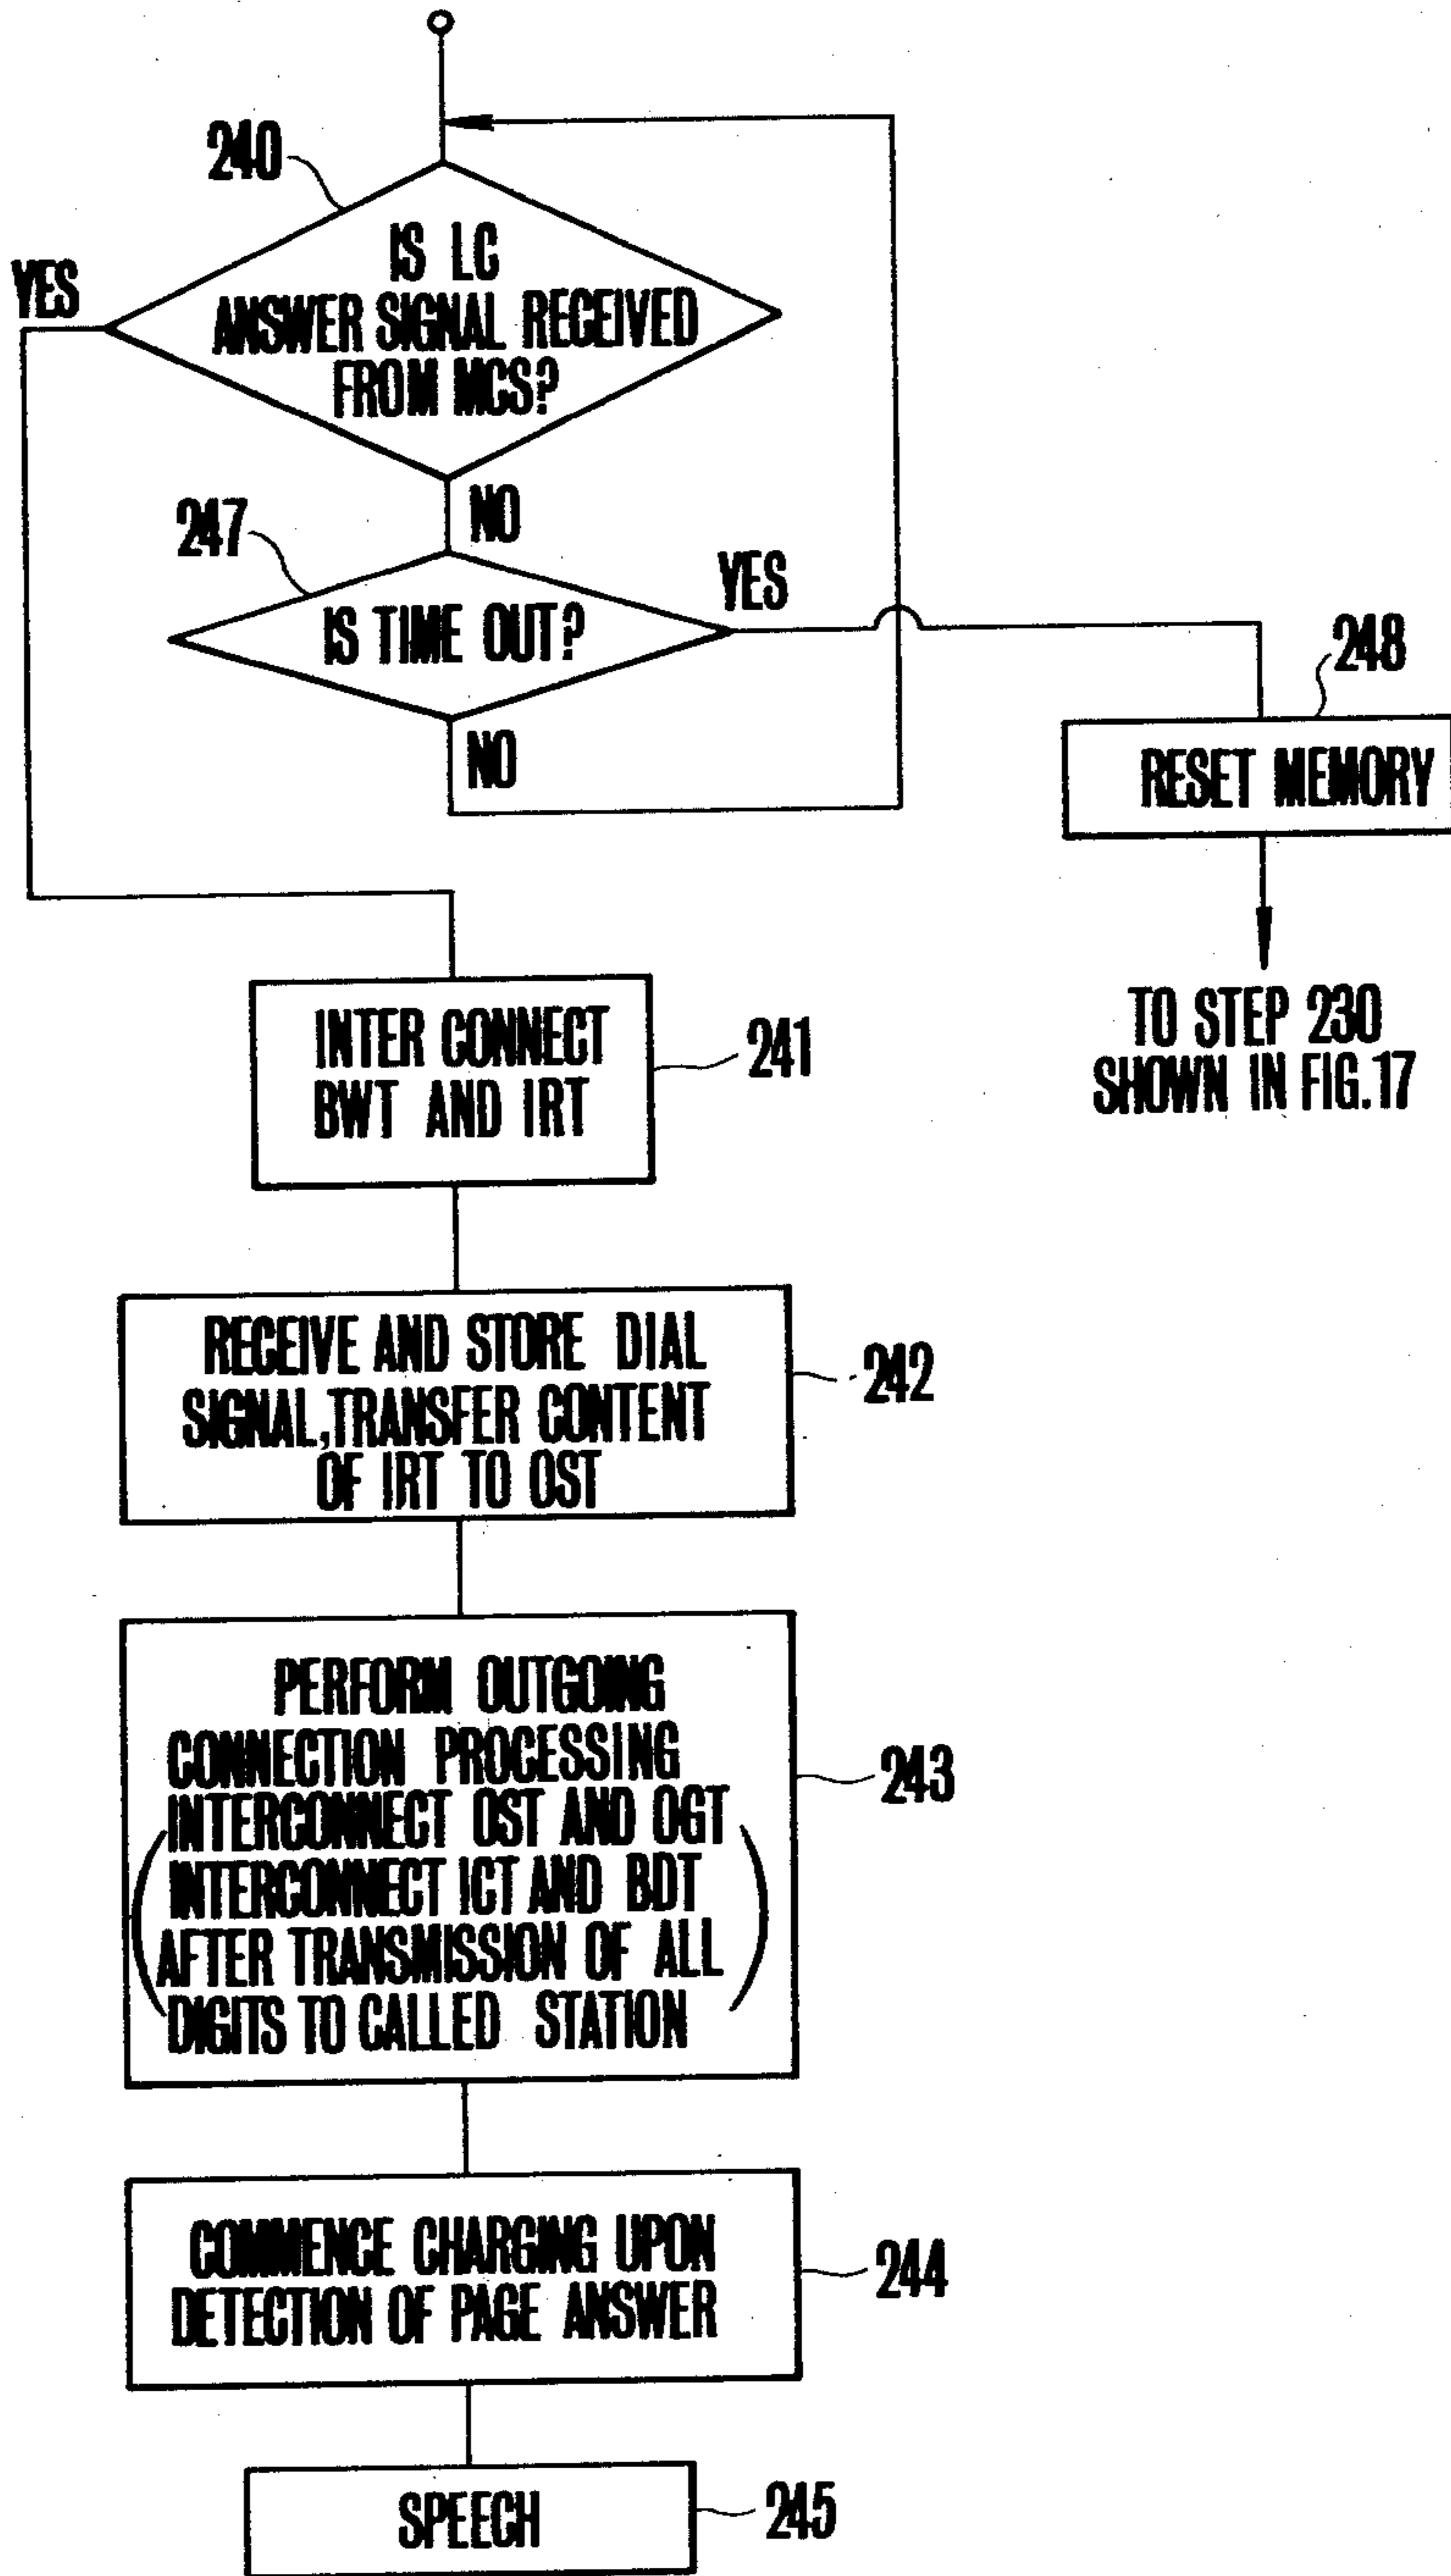 240
IS LC
ANSWER SIGNAL RECEIVED
FROM MCS?
YES
NO
247
IS TIME OUT?
YES
NO
248
RESET MEMORY
TO STEP 230
SHOWN IN FIG.17
INTER CONNECT
BWT AND IRT
241
RECEIVE AND STORE DIAL
SIGNAL,TRANSFER CONTENT
OF IRT TO OST
242
PERFORM OUTGOING
CONNECTION PROCESSING
(INTERCONNECT OST AND OGT
INTERCONNECT ICT AND BDT
AFTER TRANSMISSION OF ALL
DIGITS TO CALLED STATION)
243
COMMENCE CHARGING UPON
DETECTION OF PAGE ANSWER
244
SPEECH
245